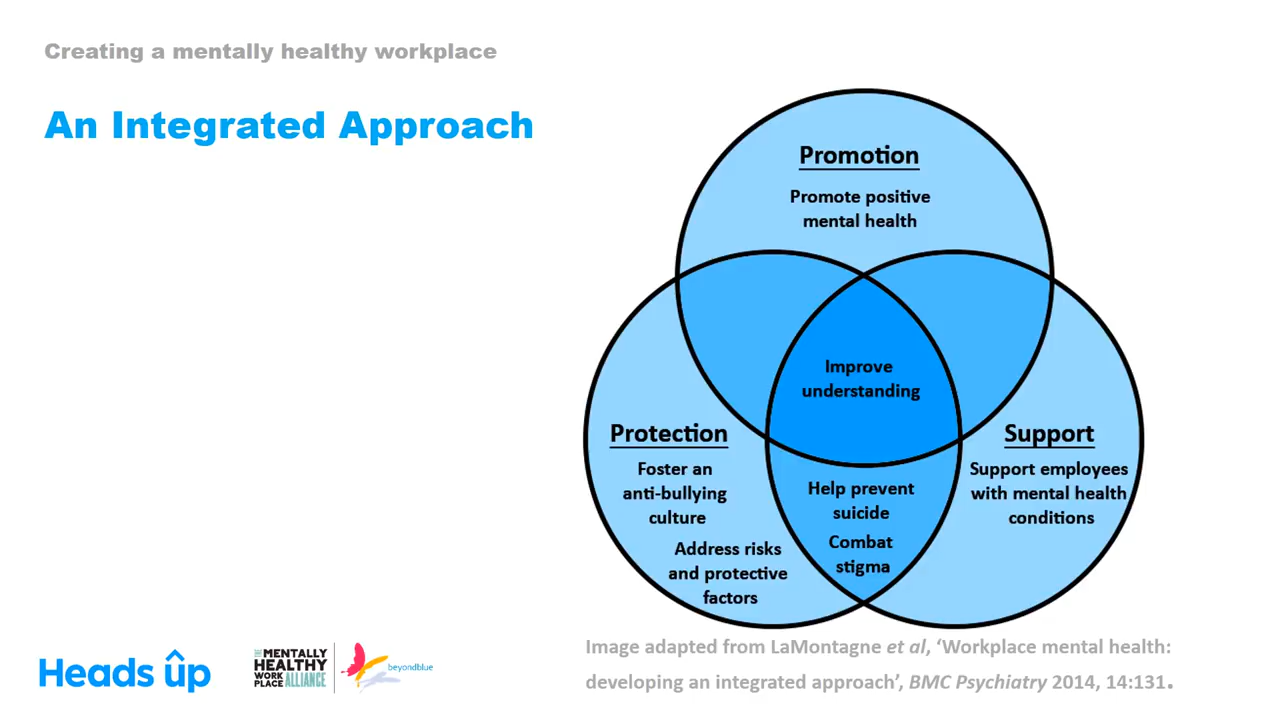 Creating a mentally healthy workplace
An Integrated Approach
Promotion
Promote positive
mental health
Improve
understanding
Protection
Foster an
anti-bullying
culture
Address risks
and protective
factors
Help prevent
suicide
Combat
stigma
Support
Support employees
with mental health
conditions
Image adapted from LaMontagne et al, ‘Workplace mental health:
developing an integrated approach’, BMC Psychiatry 2014, 14:131.
Heads up
THE MENTALLY
HEALTHY
WORK
PLACE ALLIANCE
beyondblue